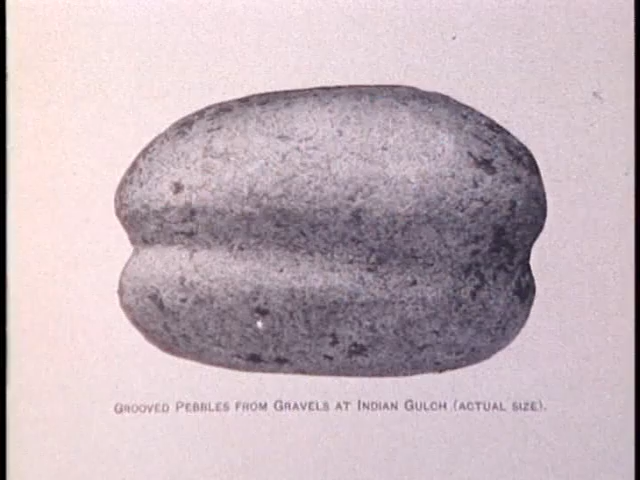 GROOVED PEBBLES FROM GRAVELS AT INDIAN GULCH (ACTUAL SIZE).